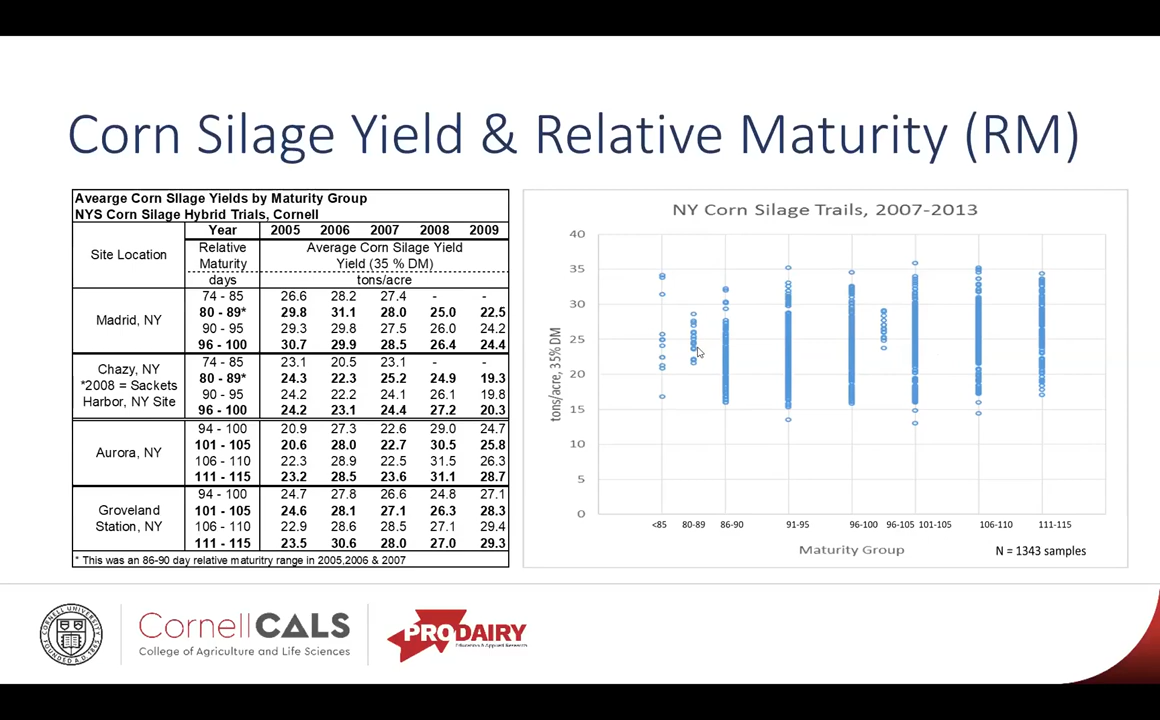 Corn Silage Yield & Relative Maturity (RM)
Avearge Corn SIlage Yields by Maturity Group
NYS Corn Silage Hybrid Trials, Cornell
Site Location
Year 2005 2006 2007 2008 2009
Relative Maturity days
Average Corn Silage Yield
Yield (35 % DM)
tons/acre
Madrid, NY
74 - 85 26.6 28.2 27.4 - -
80 - 89* 29.8 31.1 28.0 25.0 22.5
90 - 95 29.3 29.8 27.5 26.0 24.2
96 - 100 30.7 29.9 28.5 26.4 24.4
Chazy, NY
*2008 = Sackets
Harbor, NY Site
74 - 85 23.1 20.5 23.1 - -
80 - 89* 24.3 22.3 25.2 24.9 19.3
90 - 95 24.2 22.2 24.1 26.1 19.8
96 - 100 24.2 23.1 24.4 27.2 20.3
Aurora, NY
94 - 100 20.9 27.3 22.6 29.0 24.7
101 - 105 20.6 28.0 22.7 30.5 25.8
106 - 110 22.3 28.9 22.5 31.5 26.3
111 - 115 23.2 28.5 23.6 31.1 28.7
Groveland
Station, NY
94 - 100 24.7 27.8 26.6 24.8 27.1
101 - 105 24.6 28.1 27.1 26.3 28.3
106 - 110 22.9 28.6 28.5 27.1 29.4
111 - 115 23.5 30.6 28.0 27.0 29.3
* This was an 86-90 day relative maturitry range in 2005,2006 & 2007
NY Corn Silage Trails, 2007-2013
tons/acre, 35% DM
40
35
30
25
20
15
10
5
0
<85 80-89 86-90 91-95 96-100 96-105 101-105 106-110 111-115
Maturity Group
N = 1343 samples
CornellCALS
College of Agriculture and Life Sciences
PRODAIRY